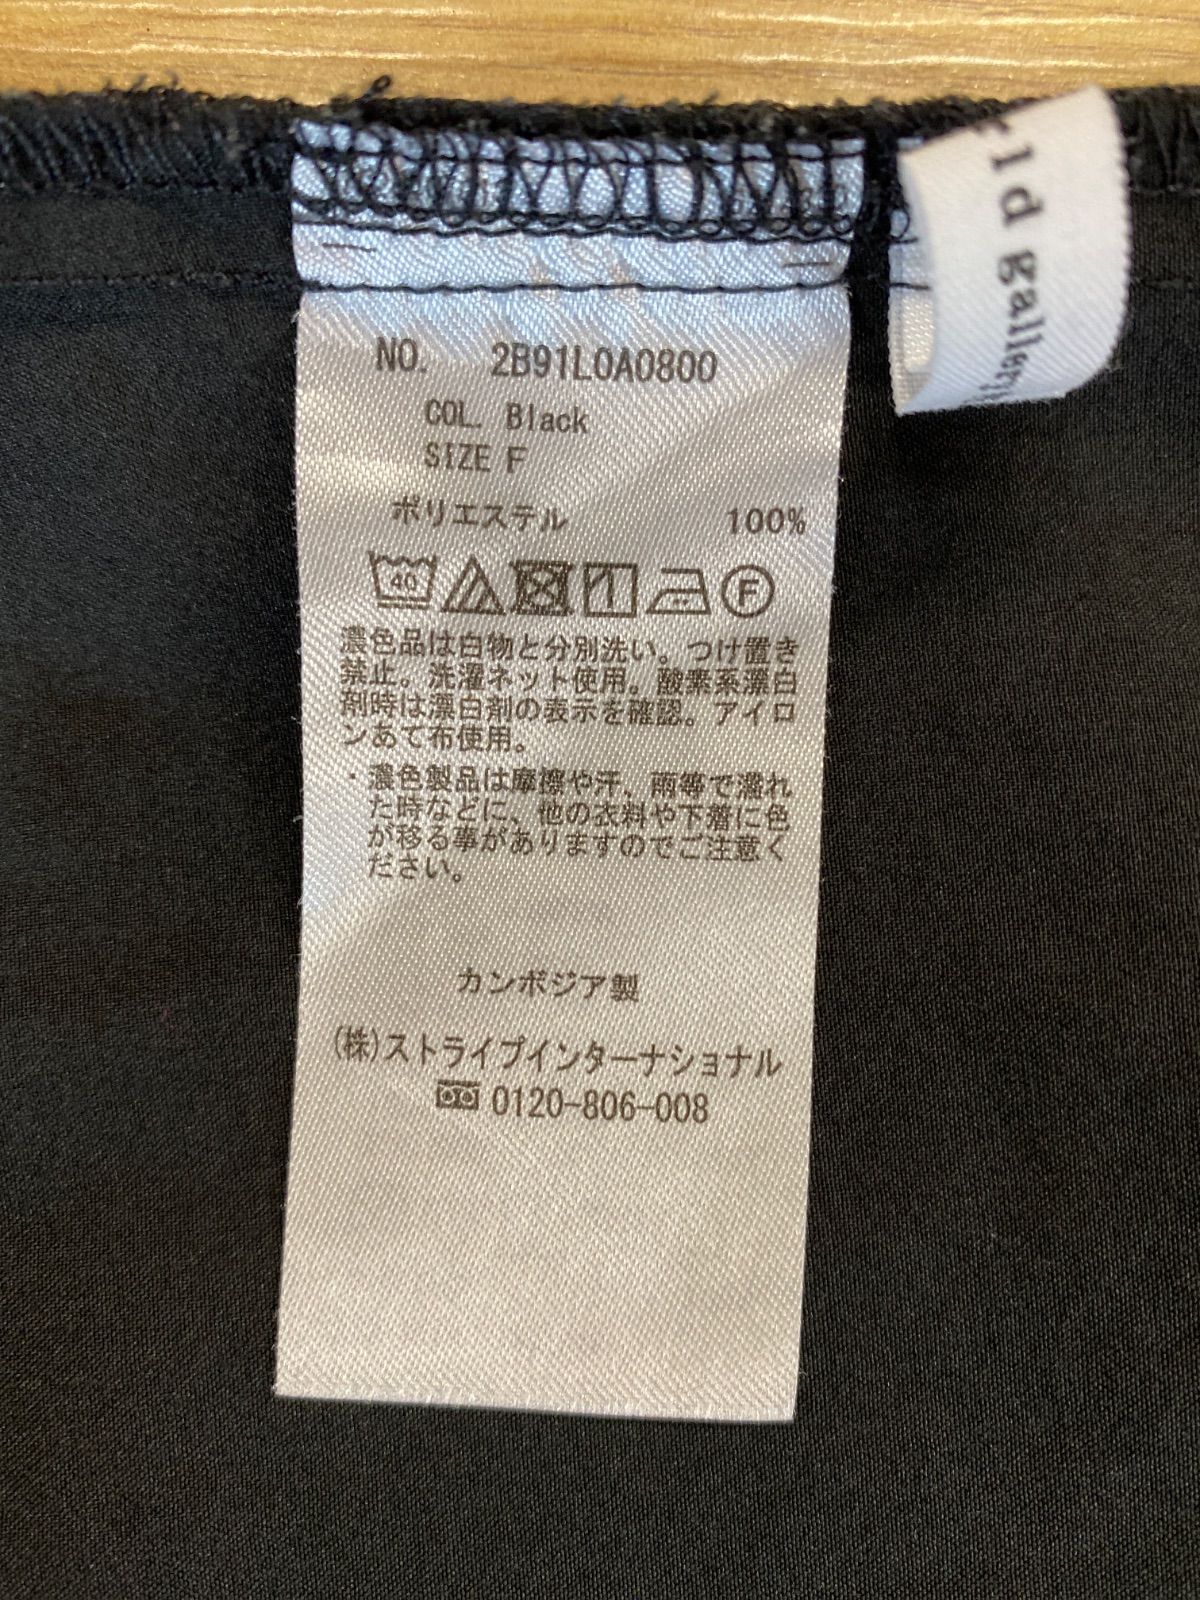 ld gallery
NO. 2B91L0A0800
COL. Black
SIZE F
ポリエステル 100%
40 F
濃色品は白物と分別洗い。つけ置き
禁止。洗濯ネット使用。酸素系漂白
剤時は漂白剤の表示を確認。アイロ
ンあて布使用。
・濃色製品は摩擦や汗、雨等で濡れ
た時などに、他の衣料や下着に色
が移る事がありますのでご注意く
ださい。
カンボジア製
(株)ストライプインターナショナル
0120-806-008